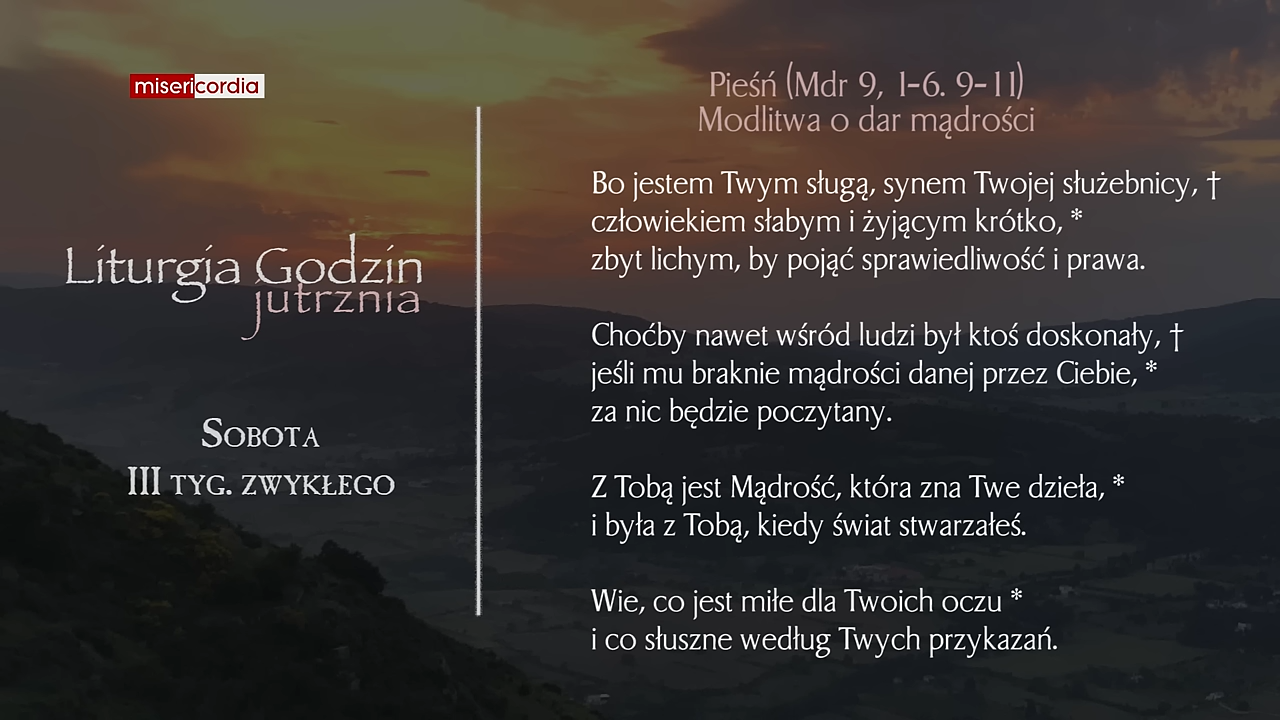 misericordia
Liturgia Godzin
jutrznia
Sobota
III tyg. zwykłego
Pieśń (Mdr 9, 1-6. 9-11)
Modlitwa o dar mądrości
Bo jestem Twym sługą, synem Twojej służebnicy, †
człowiekiem słabym i żyjącym krótko, *
zbyt lichym, by pojąć sprawiedliwość i prawa.
Choćby nawet wśród ludzi był ktoś doskonały, †
jeśli mu braknie mądrości danej przez Ciebie, *
za nic będzie poczytany.
Z Tobą jest Mądrość, która zna Twe dzieła, *
i była z Tobą, kiedy świat stwarzałeś.
Wie, co jest miłe dla Twoich oczu *
i co słuszne według Twych przykazań.